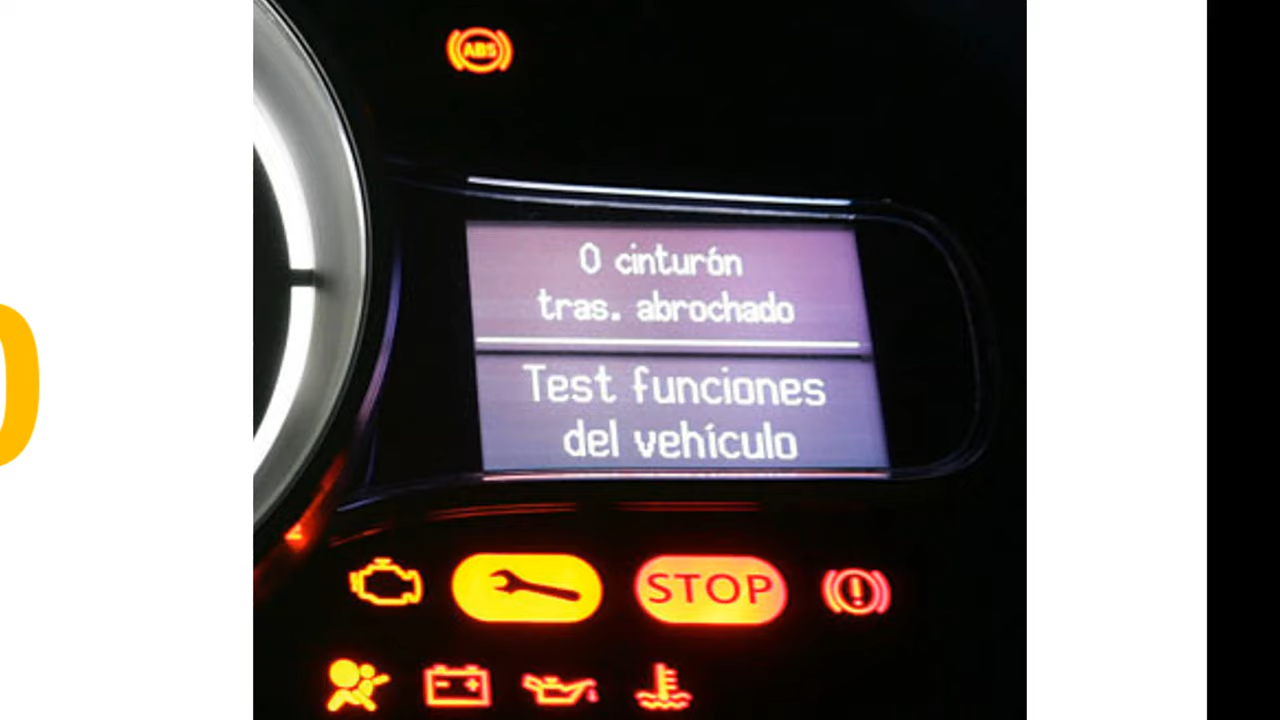 ABS
0 cinturón
tras. abrochado
Test funciones
del vehículo
STOP